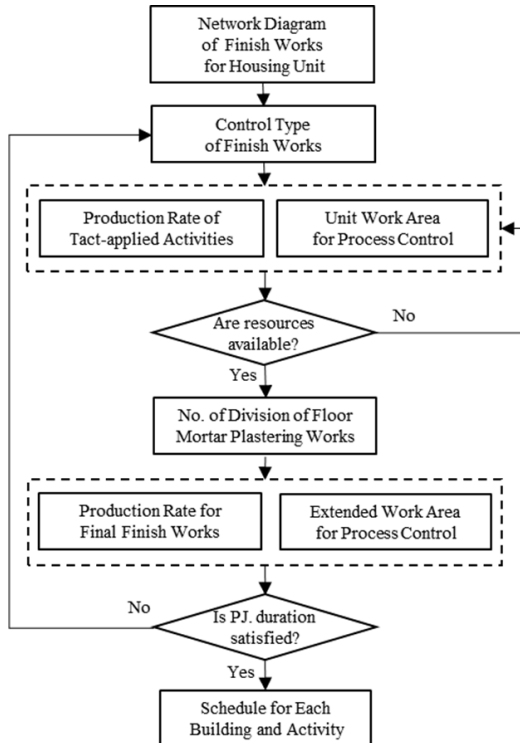 Network Diagram
of Finish Works
for Housing Unit
Control Type
of Finish Works
Production Rate of
Tact-applied Activities
Unit Work Area
for Process Control
Are resources
available?
No
Yes
No. of Division of Floor
Mortar Plastering Works
Production Rate for
Final Finish Works
Extended Work Area
for Process Control
No
Is PJ. duration
satisfied?
Yes
Schedule for Each
Building and Activity